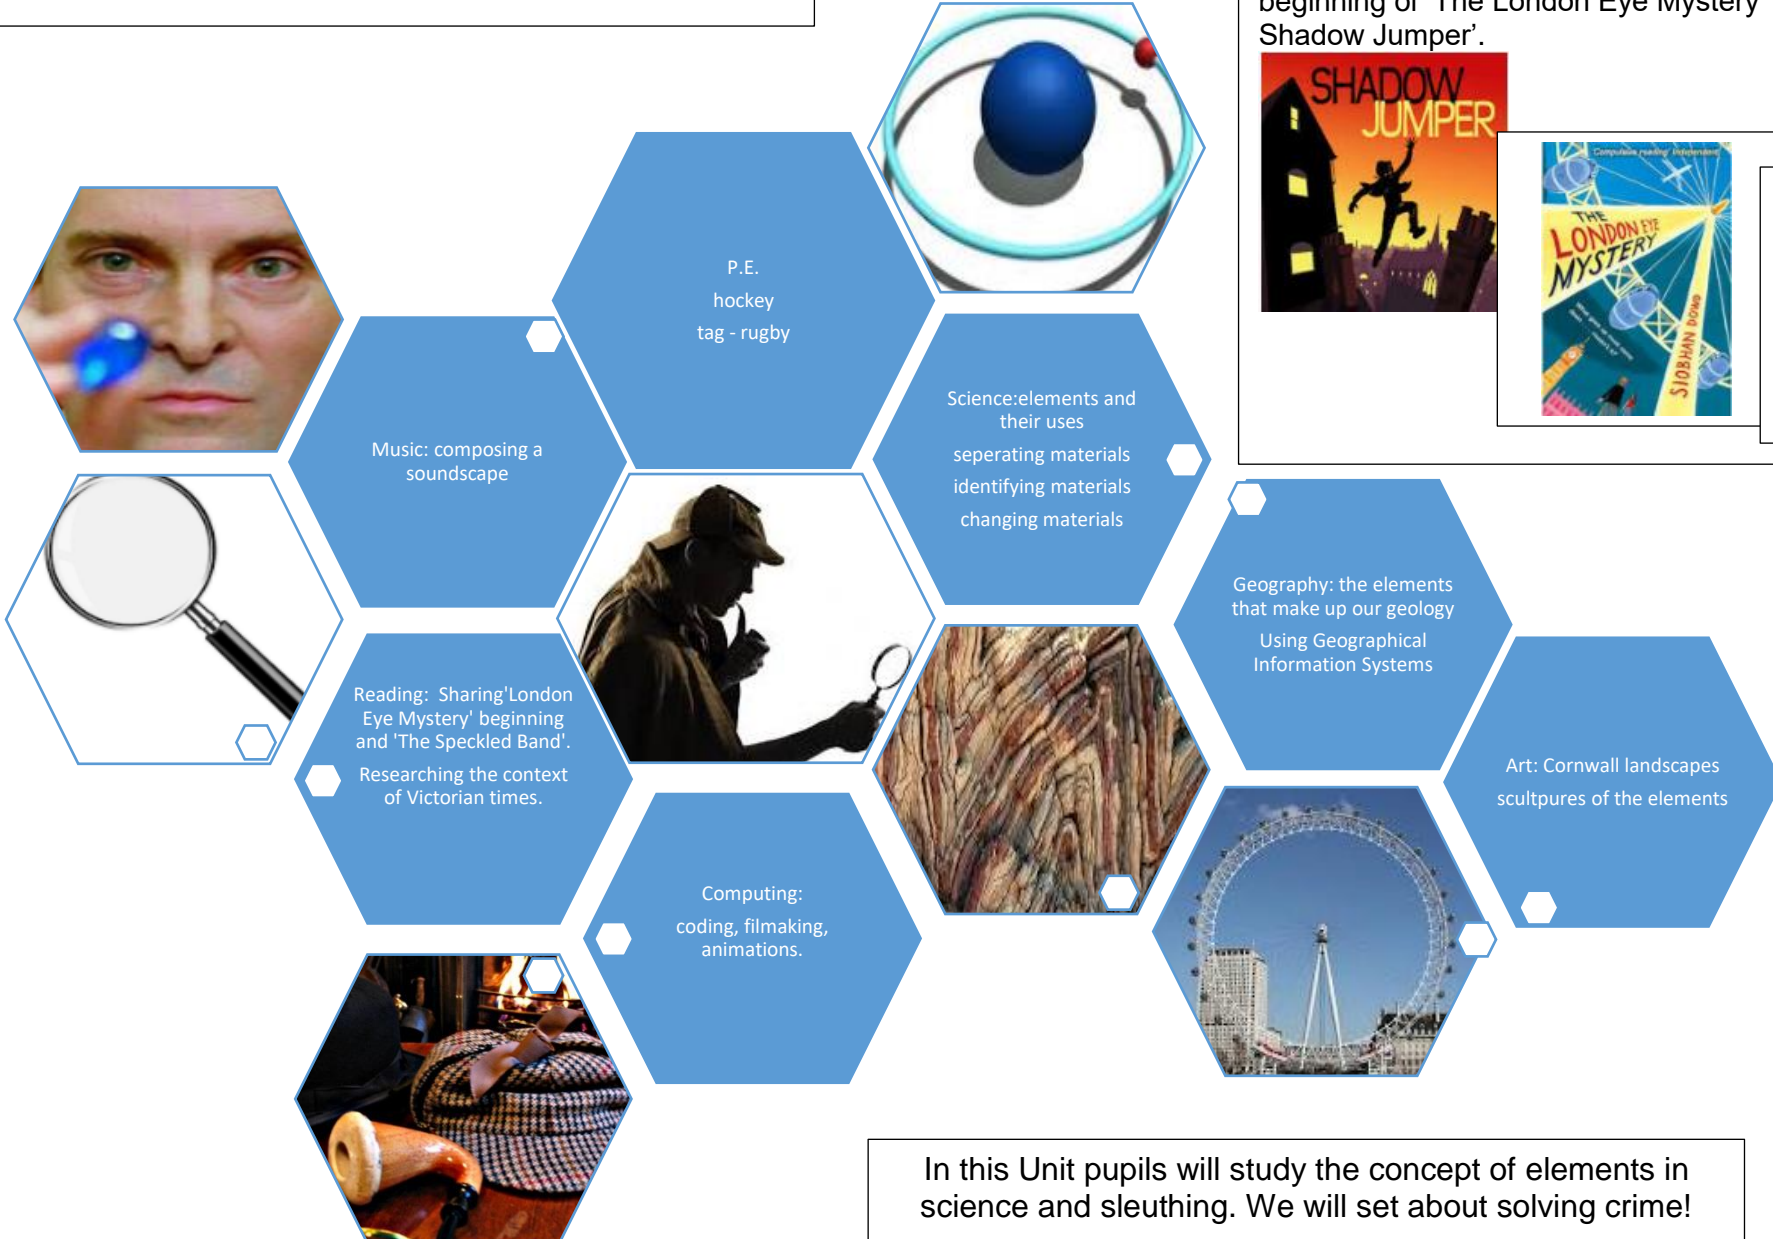 beginning of 'The London Eye Mystery
Shadow Jumper'.
SHADOW
JUMPER
'Compulsive reading' Independent
THE
LONDON EYE
MYSTERY
SIOBHAN DOWD
P.E.
hockey
tag - rugby
Science:elements and
their uses
seperating materials
identifying materials
changing materials
Music: composing a
soundscape
Geography: the elements
that make up our geology
Using Geographical
Information Systems
Reading:  Sharing'London
Eye Mystery' beginning
and 'The Speckled Band'.
Researching the context
of Victorian times.
Art: Cornwall landscapes
scultpures of the elements
Computing:
coding, filmaking,
animations.
In this Unit pupils will study the concept of elements in
science and sleuthing. We will set about solving crime!